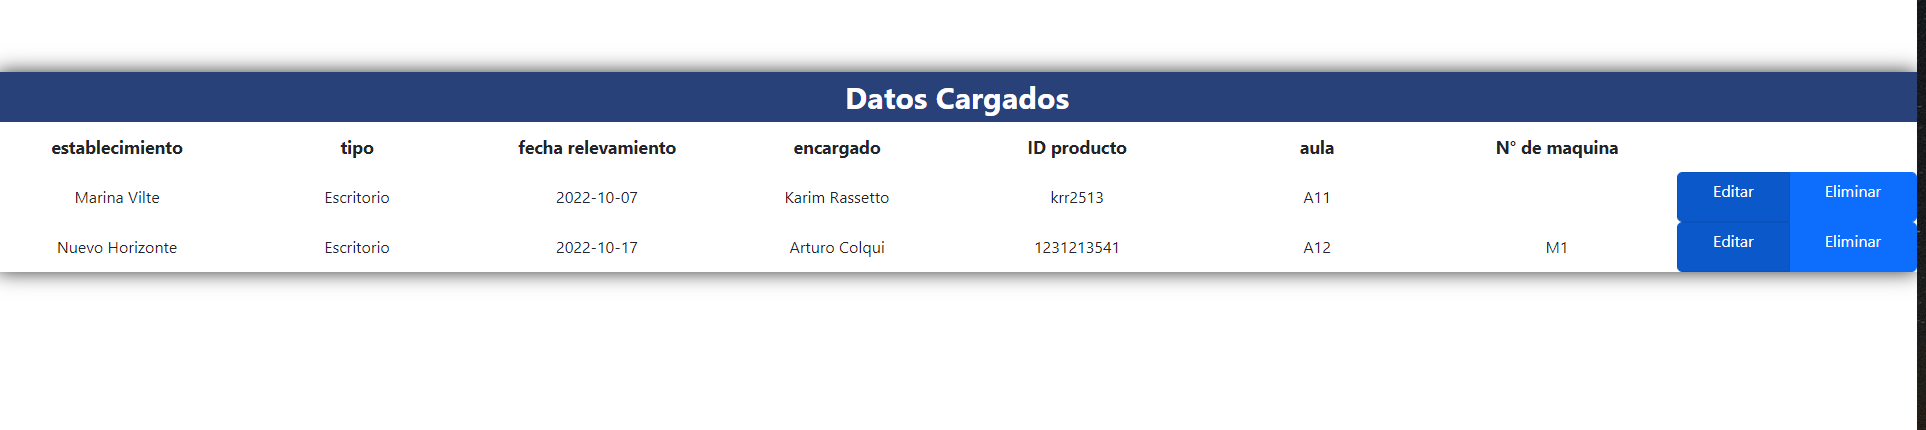 Datos Cargados
establecimiento tipo fecha relevamiento encargado ID producto aula N° de maquina
Marina Vilte Escritorio 2022-10-07 Karim Rassetto krr2513 A11 Editar Eliminar
Nuevo Horizonte Escritorio 2022-10-17 Arturo Colqui 1231213541 A12 M1 Editar Eliminar